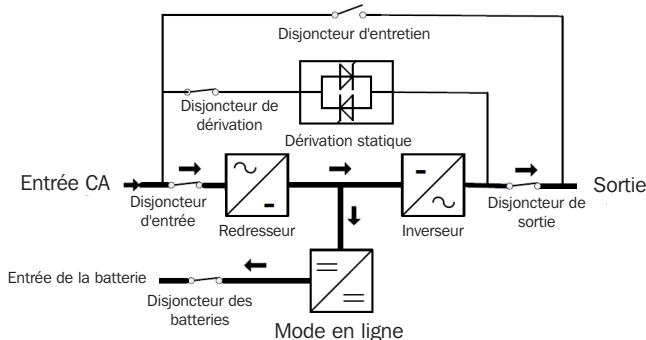 Disjoncteur d'entretien
Disjoncteur de
dérivation
Dérivation statique
Entrée CA
Disjoncteur
d'entrée
Redresseur
Inverseur
Disjoncteur de
sortie
Sortie
Entrée de la batterie
Disjoncteur des
batteries
Mode en ligne